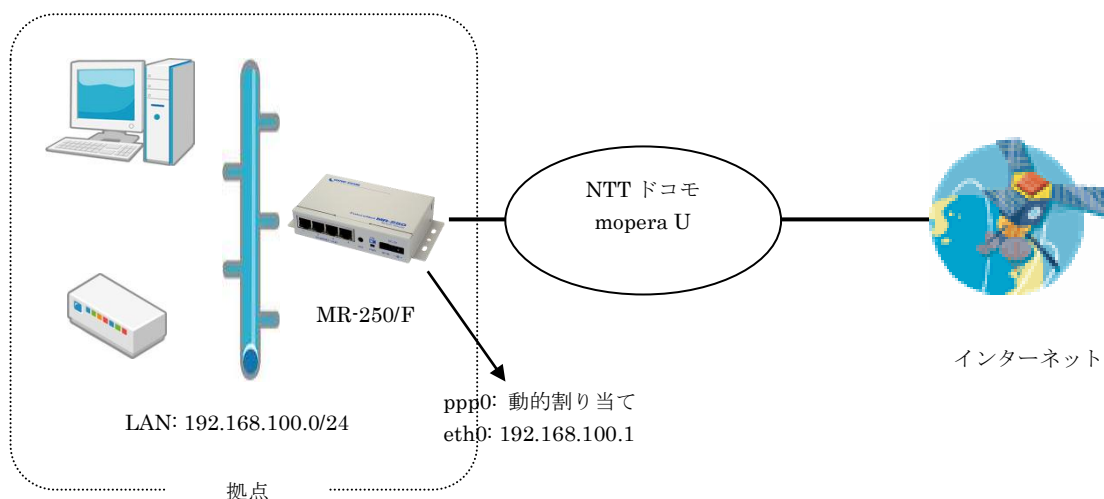 NTT ドコモ
mopera U
MR-250/F
インターネット
LAN: 192.168.100.0/24
ppp0: 動的割り当て
eth0: 192.168.100.1
拠点